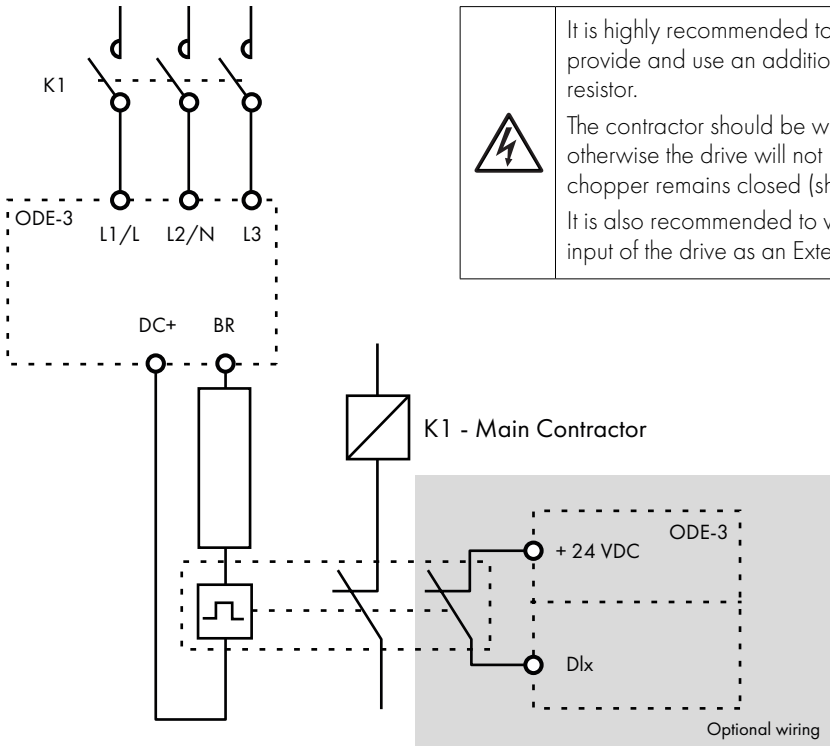 K1
ODE-3
L1/L L2/N L3
DC+ BR
It is highly recommended to
provide and use an additio
resistor.
The contractor should be w
otherwise the drive will not
chopper remains closed (sh
It is also recommended to v
input of the drive as an Exte
K1 - Main Contractor
ODE-3
+ 24 VDC
Dlx
Optional wiring